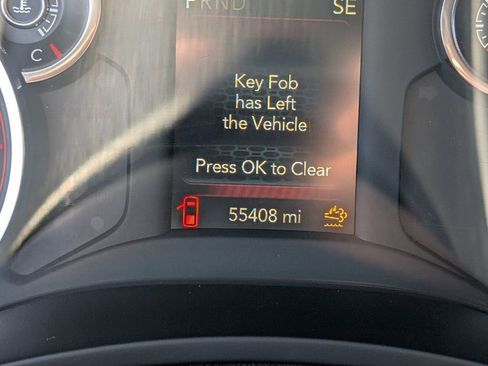 PRND
SE
C
Key Fob
has Left
the Vehicle
Press OK to Clear
55408 mi